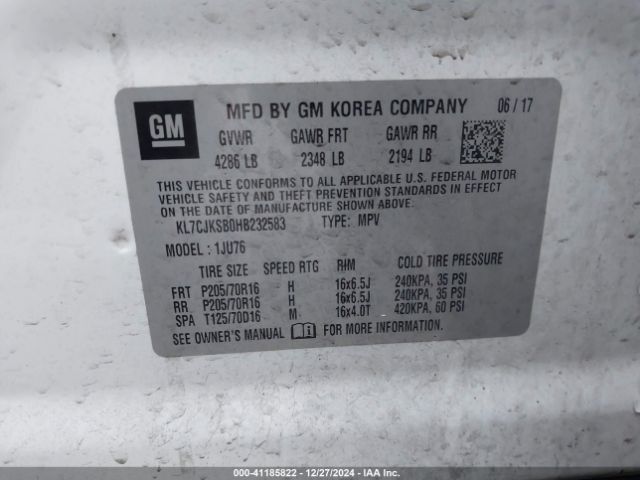 GM
MFD BY GM KOREA COMPANY 06 / 17
GVWR GAWR FRT GAWR RR
4286 LB 2348 LB 2194 LB
THIS VEHICLE CONFORMS TO ALL APPLICABLE U.S. FEDERAL MOTOR
VEHICLE SAFETY AND THEFT PREVENTION STANDARDS IN EFFECT
ON THE DATE OF MANUFACTURE SHOWN ABOVE.
KL7CJKSB0HB232583 TYPE: MPV
MODEL : 1JU76
TIRE SIZE SPEED RTG RIM COLD TIRE PRESSURE
FRT P205/70R16 H 16x6.5J 240KPA, 35 PSI
RR P205/70R16 H 16x6.5J 240KPA, 35 PSI
SPA T125/70D16 M 16x4.0T 420KPA, 60 PSI
SEE OWNER'S MANUAL FOR MORE INFORMATION.
000-41185822 - 12/27/2024 - IAA Inc.